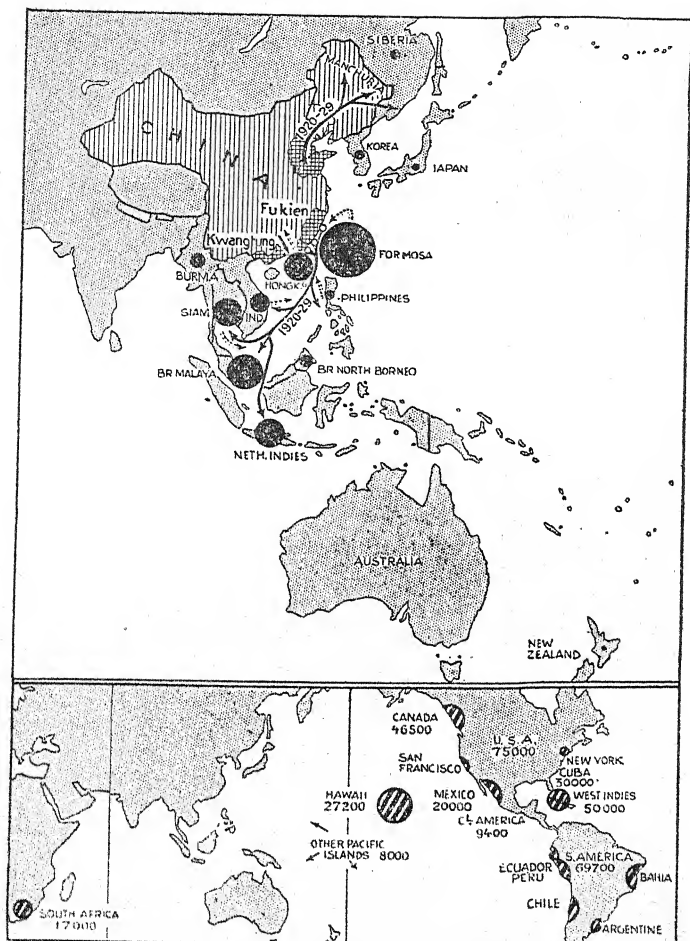 SIBERIA
MANCHURIA
CHINA
1920-29
KOREA
JAPAN
Fukien
Kwangtung
FORMOSA
BURMA
HONGK.
SIAM
IND.
PHILIPPINES
1920-29
BR MALAYA
BR NORTH BORNEO
NETH. INDIES
AUSTRALIA
NEW
ZEALAND
CANADA
46500
U.S.A.
75000
NEW YORK
SAN
FRANCISCO
CUBA
30000
HAWAII
27200
MEXICO
20000
WEST INDIES
50000
CL AMERICA
9400
OTHER PACIFIC
ISLANDS 8000
S. AMERICA
69700
ECUADOR
PERU
BAHIA
CHILE
SOUTH AFRICA
17000
ARGENTINE